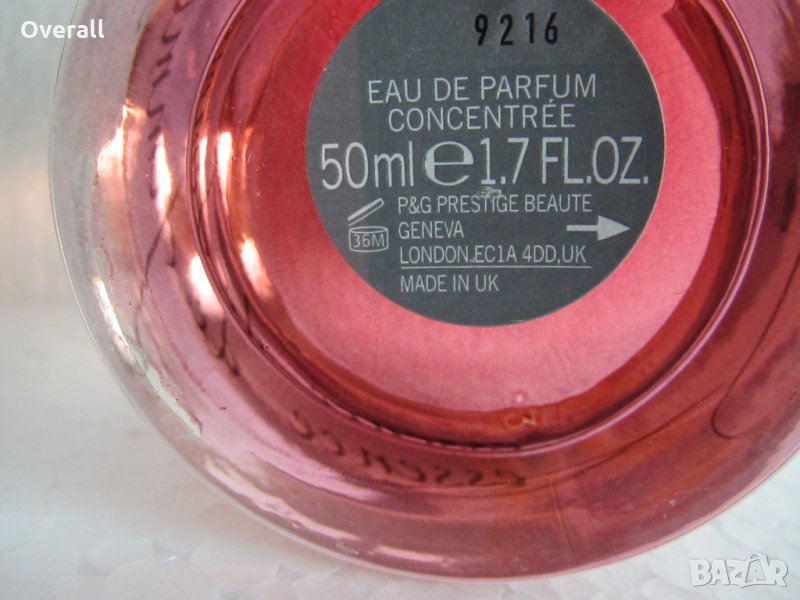 Overall
9216
EAU DE PARFUM
CONCENTRÉE
50ml e 1.7 FL.OZ.
P&G PRESTIGE BEAUTE
36M
GENEVA
LONDON.EC1A 4DD,UK
MADE IN UK
BAZAR